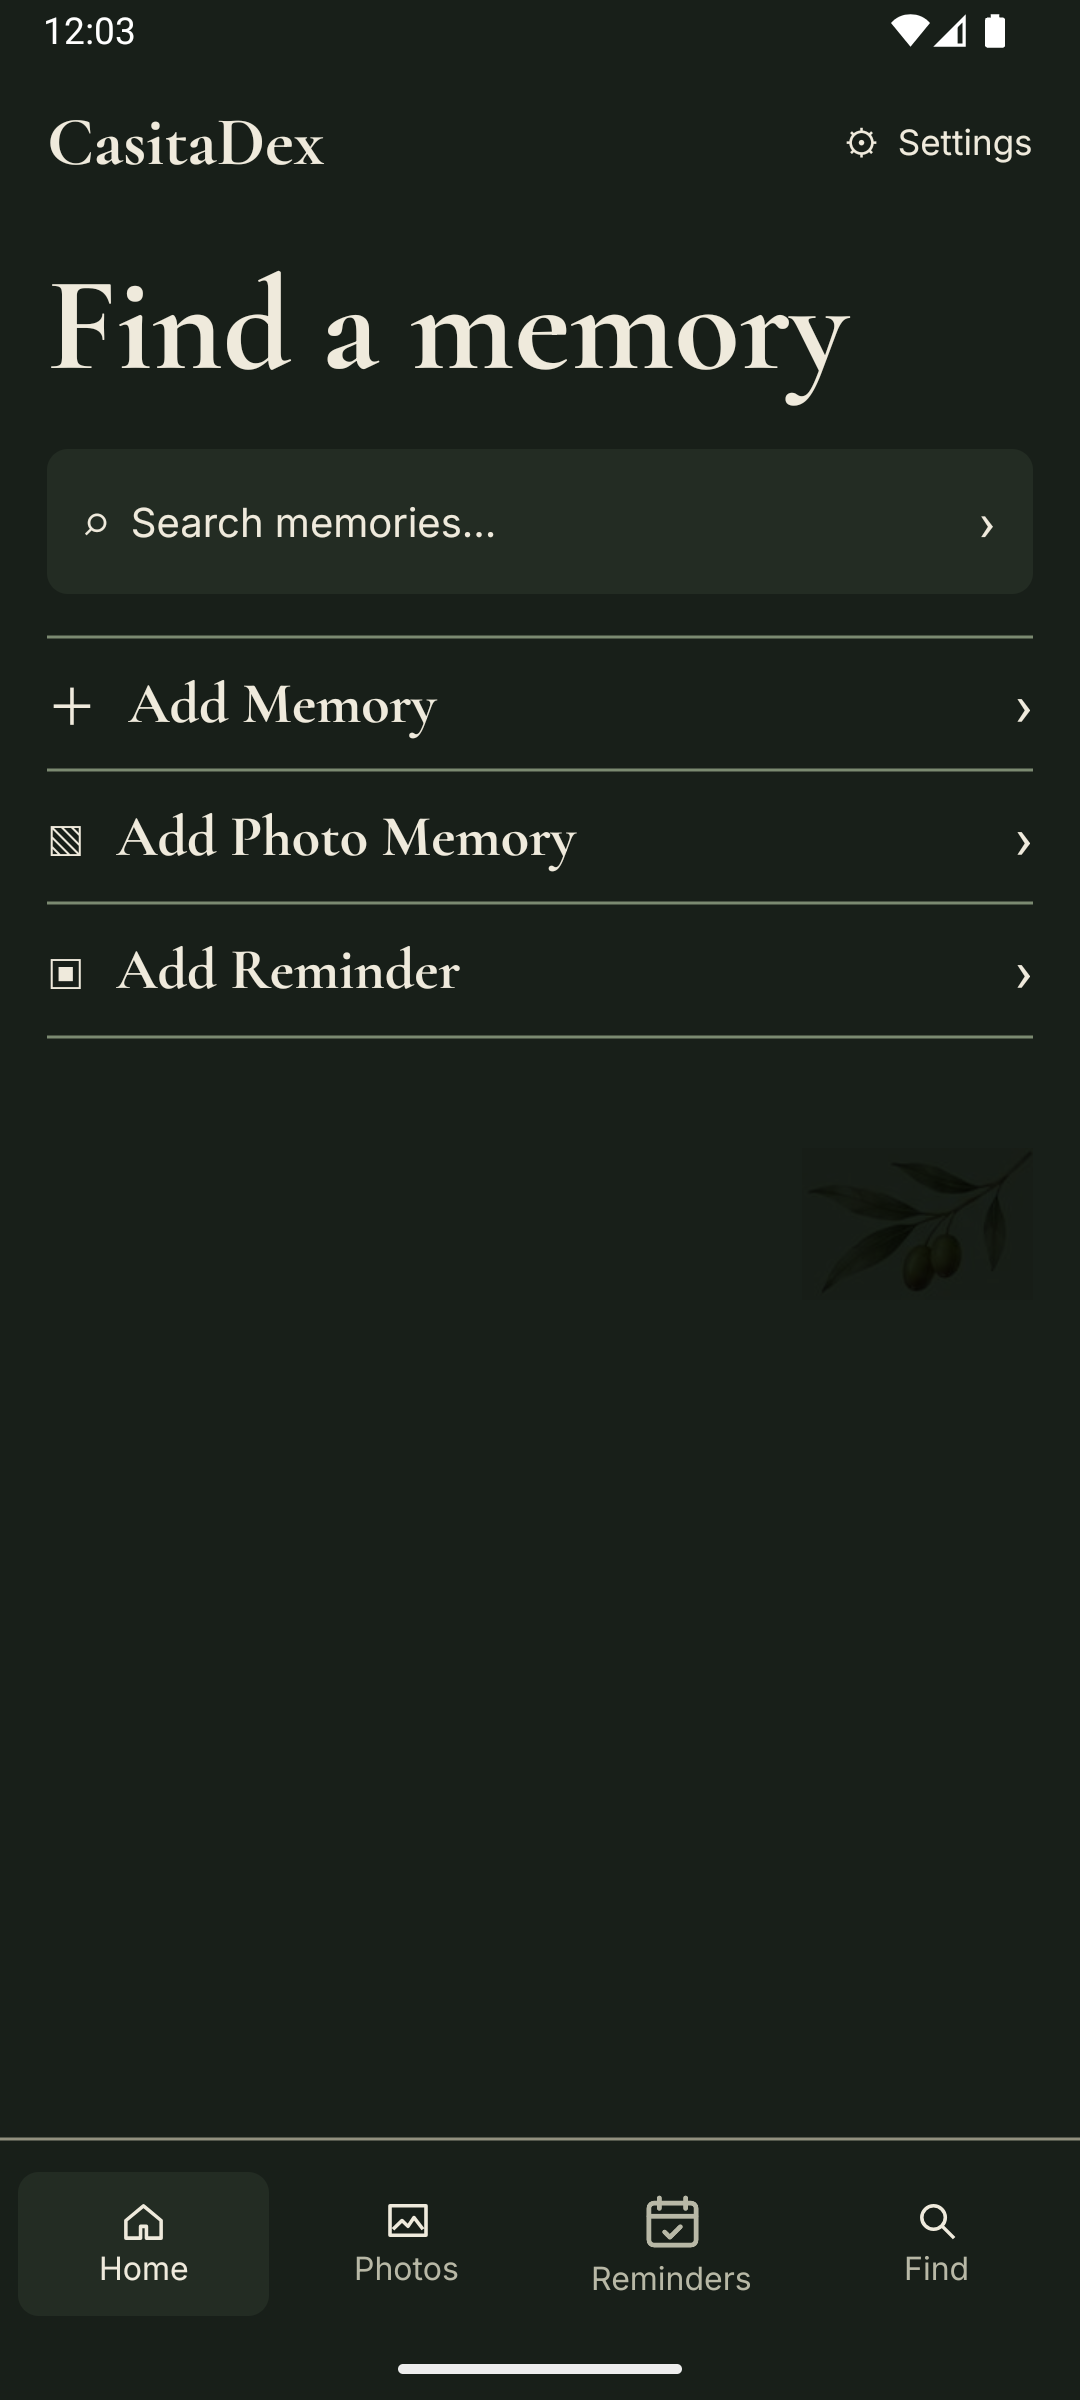 12:03
CasitaDex
Settings
Find a memory
Search memories...
Add Memory
Add Photo Memory
Add Reminder
Home
Photos
Reminders
Find